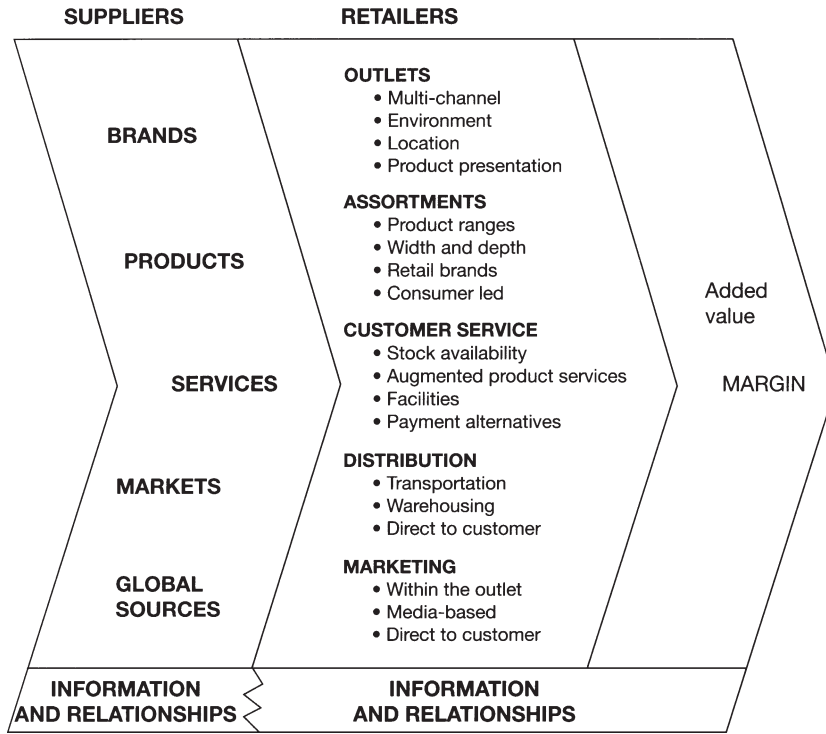 SUPPLIERS
RETAILERS
BRANDS
PRODUCTS
SERVICES
MARKETS
GLOBAL
SOURCES
OUTLETS
• Multi-channel
• Environment
• Location
• Product presentation
ASSORTMENTS
• Product ranges
• Width and depth
• Retail brands
• Consumer led
CUSTOMER SERVICE
• Stock availability
• Augmented product services
• Facilities
• Payment alternatives
DISTRIBUTION
• Transportation
• Warehousing
• Direct to customer
MARKETING
• Within the outlet
• Media-based
• Direct to customer
Added
value
MARGIN
INFORMATION
AND RELATIONSHIPS
INFORMATION
AND RELATIONSHIPS